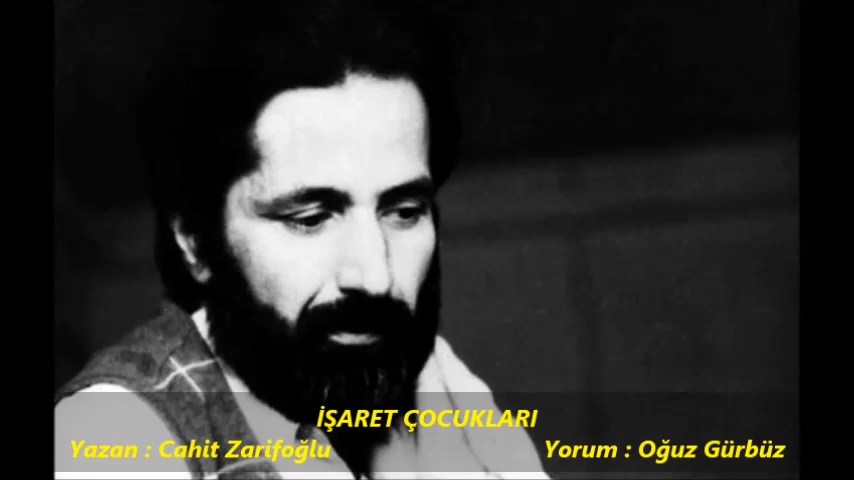 İŞARET ÇOCUKLARI
Yazan : Cahit Zarifoğlu Yorum : Oğuz Gürbüz